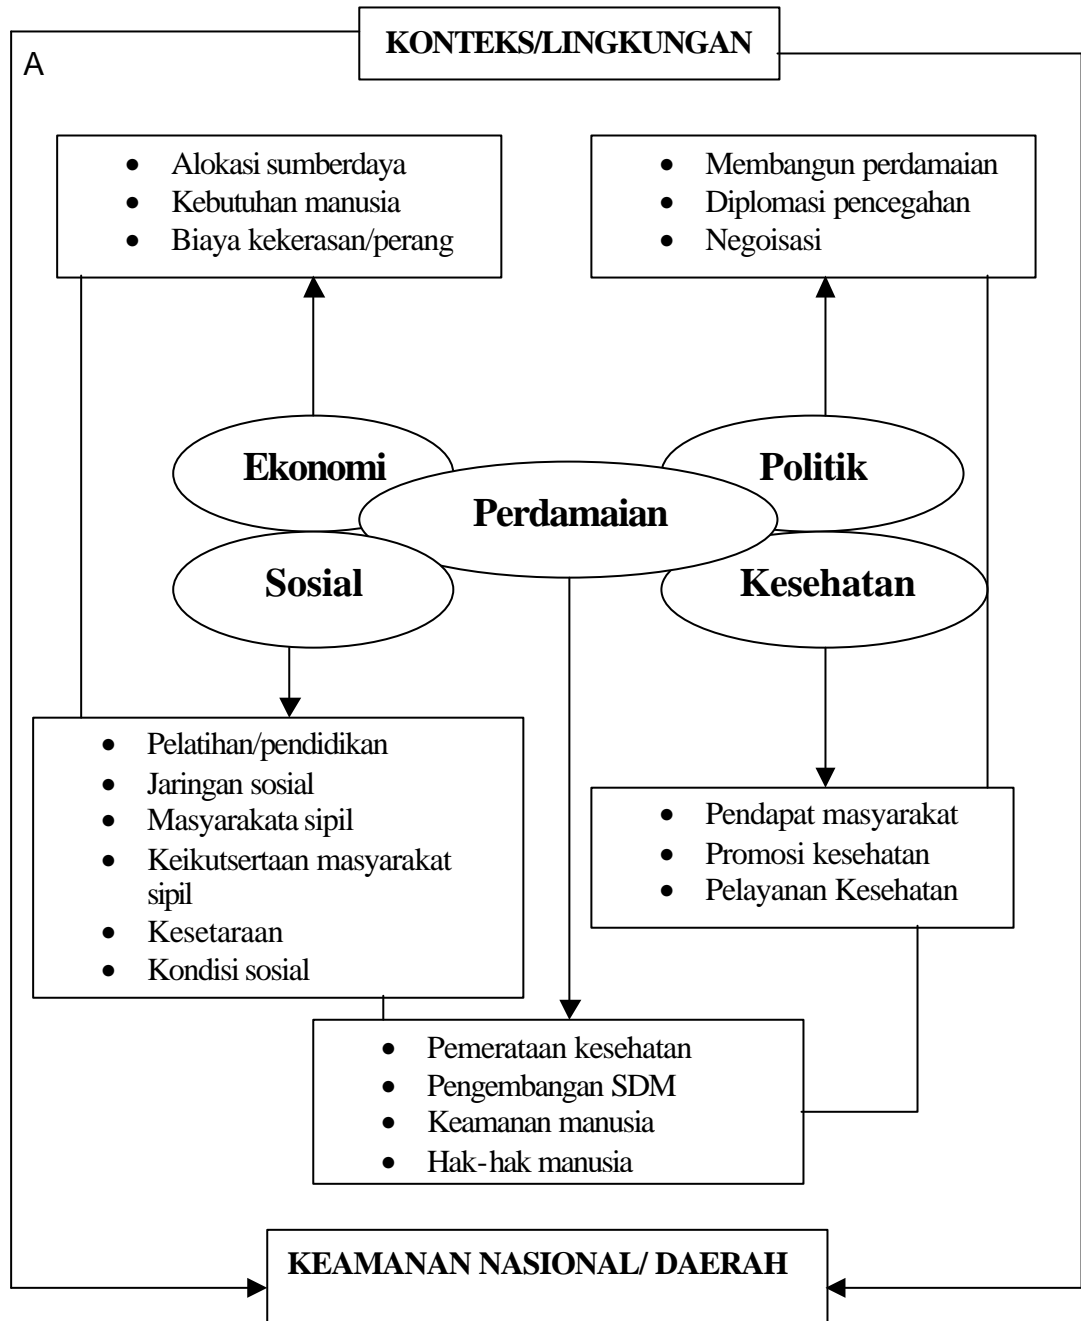 KONTEKS/LINGKUNGAN
A
• Alokasi sumberdaya
• Kebutuhan manusia
• Biaya kekerasan/perang
• Membangun perdamaian
• Diplomasi pencegahan
• Negoisasi
Ekonomi
Politik
Perdamaian
Sosial
Kesehatan
• Pelatihan/pendidikan
• Jaringan sosial
• Masyarakata sipil
• Keikutsertaan masyarakat
sipil
• Kesetaraan
• Kondisi sosial
• Pendapat masyarakat
• Promosi kesehatan
• Pelayanan Kesehatan
• Pemerataan kesehatan
• Pengembangan SDM
• Keamanan manusia
• Hak-hak manusia
KEAMANAN NASIONAL/ DAERAH